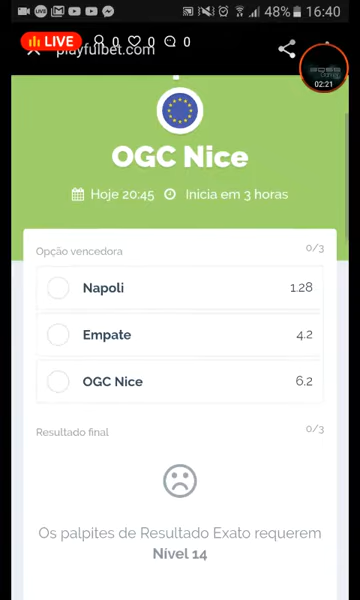 48% 16:40
LIVE 0 0 0
playfulbet.com
02:21
OGC Nice
Hoje 20:45 Inicia em 3 horas
Opção vencedora 0/3
Napoli 1.28
Empate 4.2
OGC Nice 6.2
Resultado final 0/3
Os palpites de Resultado Exato requerem
Nivel 14